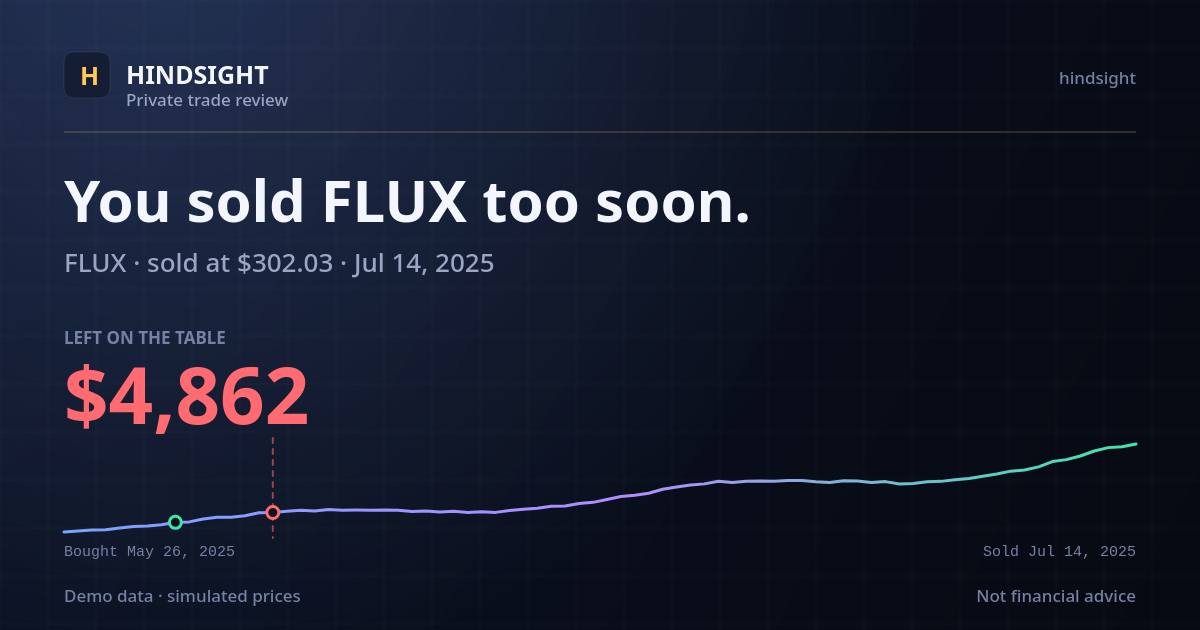 H
HINDSIGHT
Private trade review
hindsight
You sold FLUX too soon.
FLUX · sold at $302.03 · Jul 14, 2025
LEFT ON THE TABLE
$4,862
Bought May 26, 2025
Sold Jul 14, 2025
Demo data · simulated prices
Not financial advice